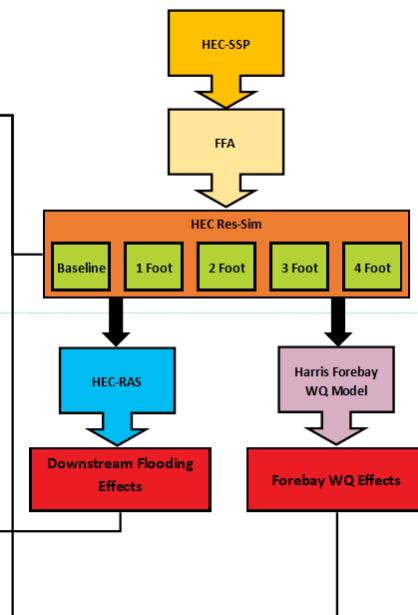 HEC-SSP
FFA
HEC Res-Sim
Baseline
1 Foot
2 Foot
3 Foot
4 Foot
HEC-RAS
Harris Forebay
WQ Model
Downstream Flooding
Effects
Forebay WQ Effects